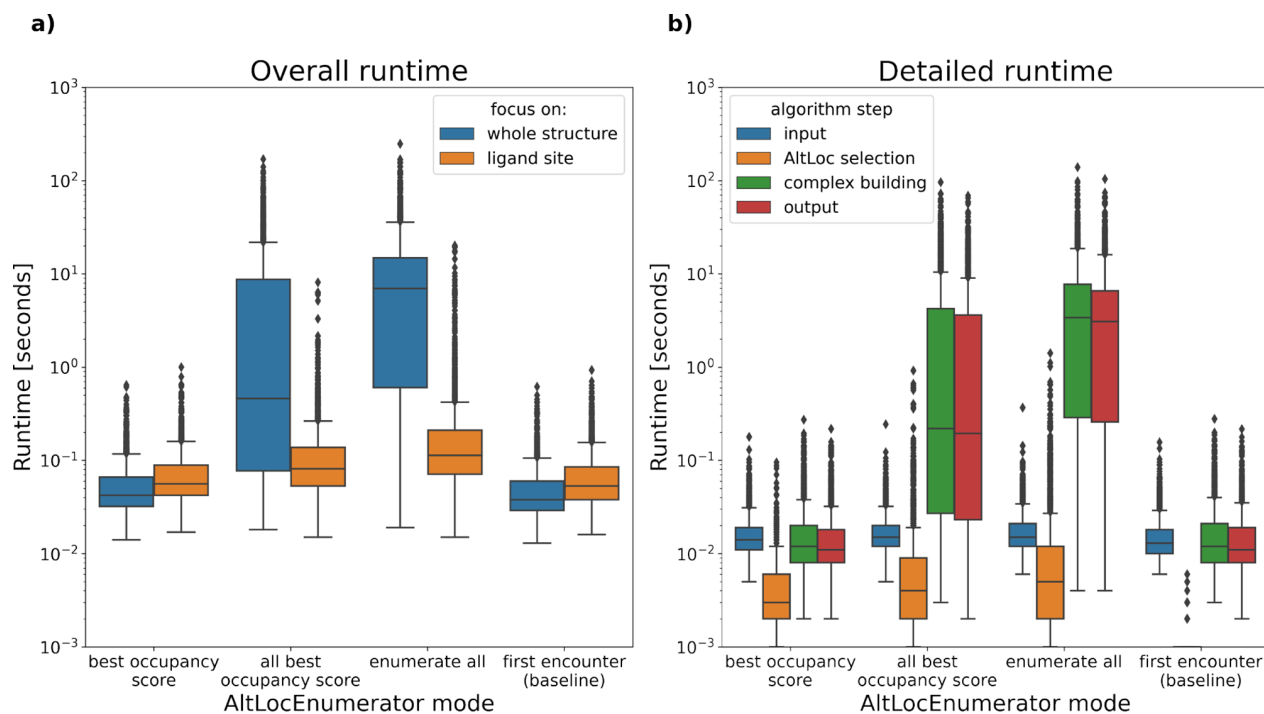 a)
Overall runtime
Runtime [seconds]
10³
10²
10¹
10⁰
10⁻¹
10⁻²
10⁻³
focus on:
whole structure
ligand site
best occupancy
score
all best
occupancy score
enumerate all
first encounter
(baseline)
AltLocEnumerator mode
b)
Detailed runtime
Runtime [seconds]
10³
10²
10¹
10⁰
10⁻¹
10⁻²
10⁻³
algorithm step
input
AltLoc selection
complex building
output
best occupancy
score
all best
occupancy score
enumerate all
first encounter
(baseline)
AltLocEnumerator mode